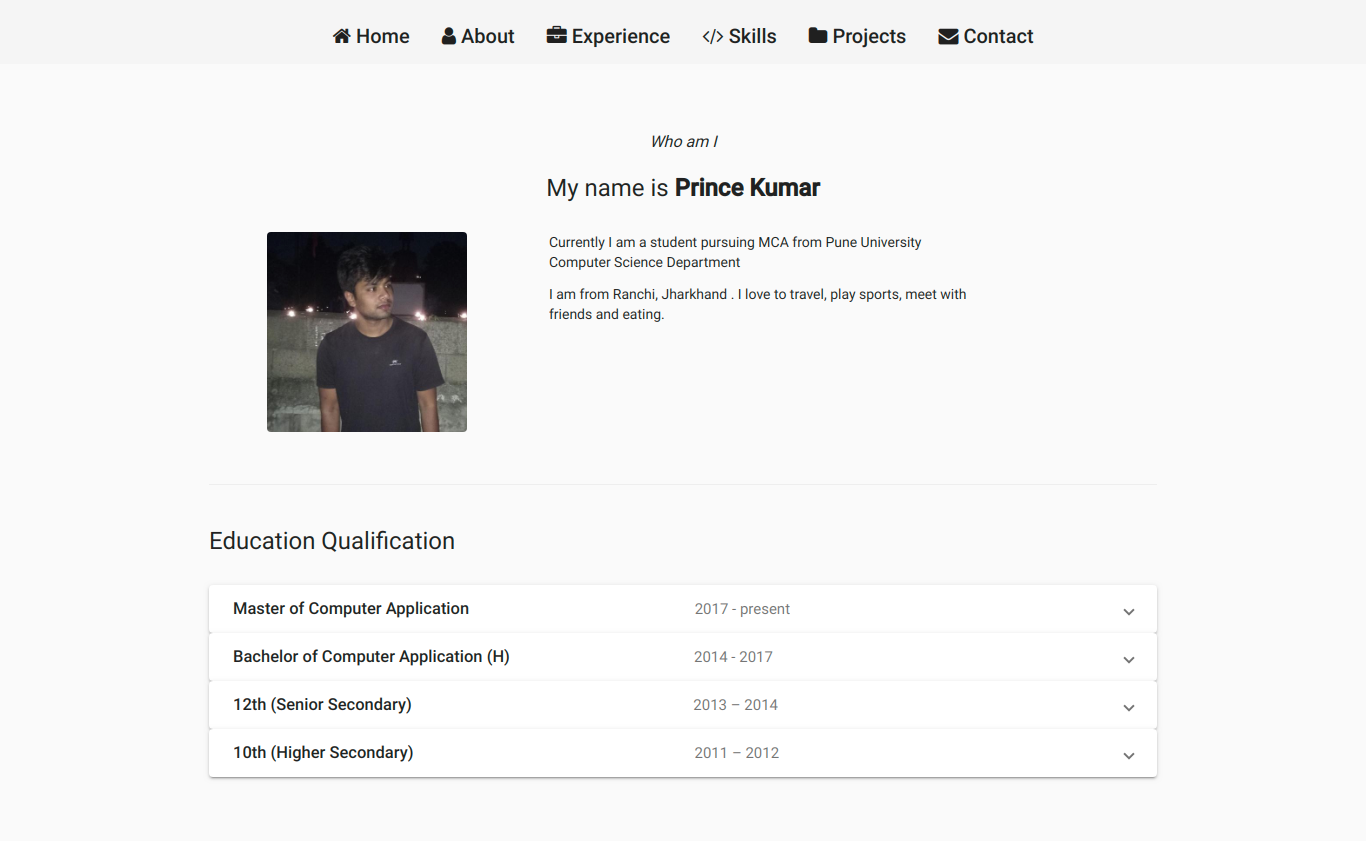 Home About Experience Skills Projects Contact
Who am I
My name is Prince Kumar
Currently I am a student pursuing MCA from Pune University
Computer Science Department
I am from Ranchi, Jharkhand . I love to travel, play sports, meet with
friends and eating.
Education Qualification
Master of Computer Application 2017 - present
Bachelor of Computer Application (H) 2014 - 2017
12th (Senior Secondary) 2013 – 2014
10th (Higher Secondary) 2011 – 2012